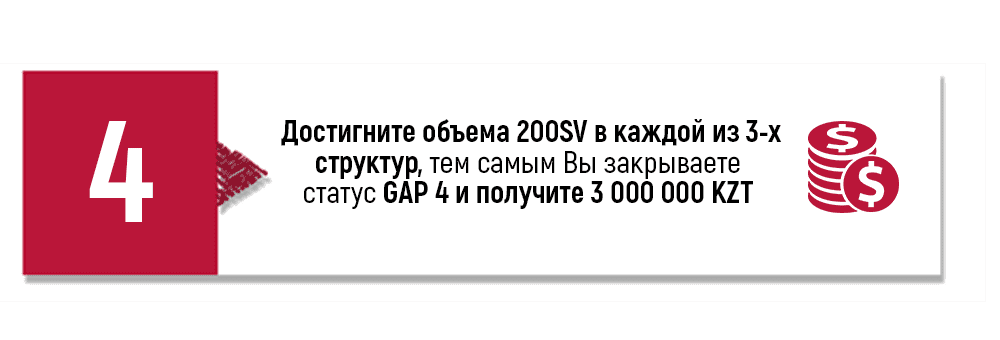 4
Достигните объема 200SV в каждой из 3-х
структур, тем самым Вы закрываете
статус GAP 4 и получите 3 000 000 KZT
$
$